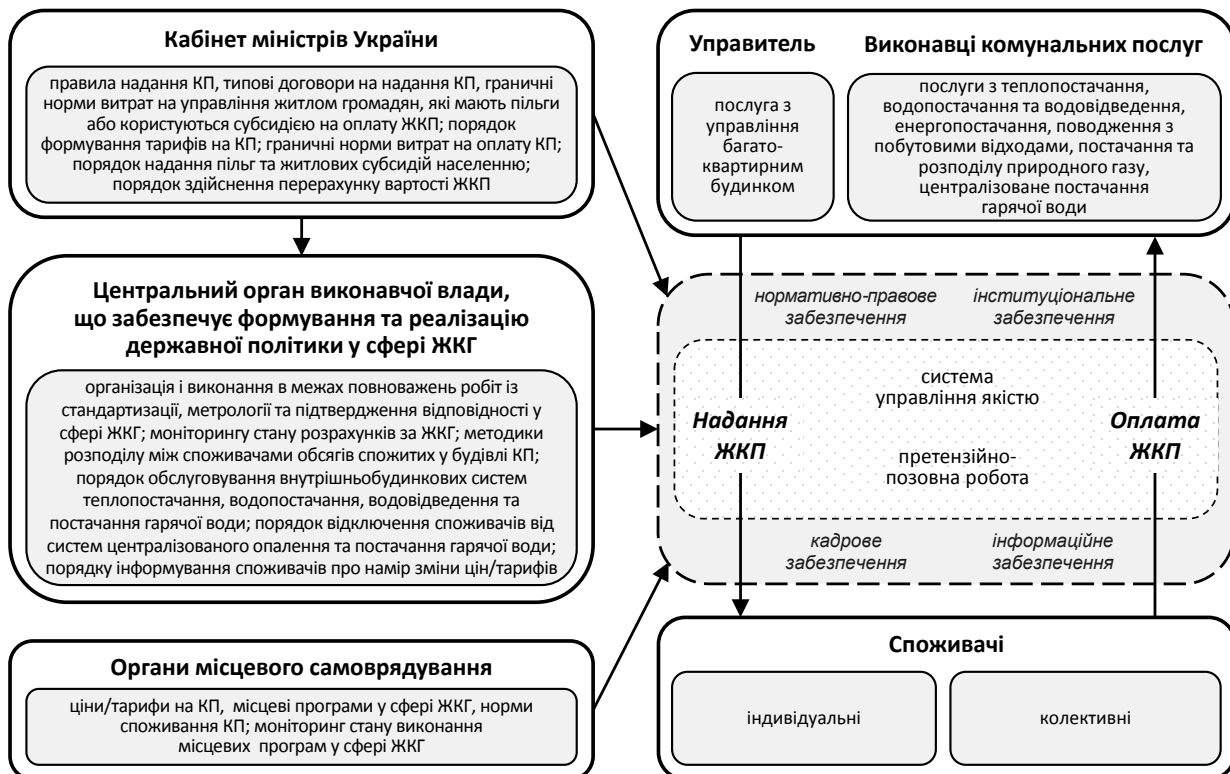 Кабінет міністрів України
правила надання КП, типові договори на надання КП, граничні
норми витрат на управління житлом громадян, які мають пільги
або користуються субсидією на оплату ЖКП; порядок
формування тарифів на КП; граничні норми витрат на оплату КП;
порядок надання пільг та житлових субсидій населенню;
порядок здійснення перерахунку вартості ЖКП
Центральний орган виконавчої влади,
що забезпечує формування та реалізацію
державної політики у сфері ЖКГ
організація і виконання в межах повноважень робіт із
стандартизації, метрології та підтвердження відповідності у
сфері ЖКГ; моніторингу стану розрахунків за ЖКГ; методики
розподілу між споживачами обсягів спожитих у будівлі КП;
порядок обслуговування внутрішньобудинкових систем
теплопостачання, водопостачання, водовідведення та
постачання гарячої води; порядок відключення споживачів від
систем централізованого опалення та постачання гарячої води;
порядку інформування споживачів про намір зміни цін/тарифів
Органи місцевого самоврядування
ціни/тарифи на КП, місцеві програми у сфері ЖКГ, норми
споживання КП; моніторинг стану виконання
місцевих програм у сфері ЖКГ
Управитель
послуга з
управління
багато-
квартирним
будинком
Виконавці комунальних послуг
послуги з теплопостачання,
водопостачання та водовідведення,
енергопостачання, поводження з
побутовими відходами, постачання та
розподілу природного газу,
централізоване постачання
гарячої води
нормативно-правове
забезпечення
інституціональне
забезпечення
система
управління якістю
Надання
ЖКП
Оплата
ЖКП
претензійно-
позовна робота
кадрове
забезпечення
інформаційне
забезпечення
Споживачі
індивідуальні
колективні